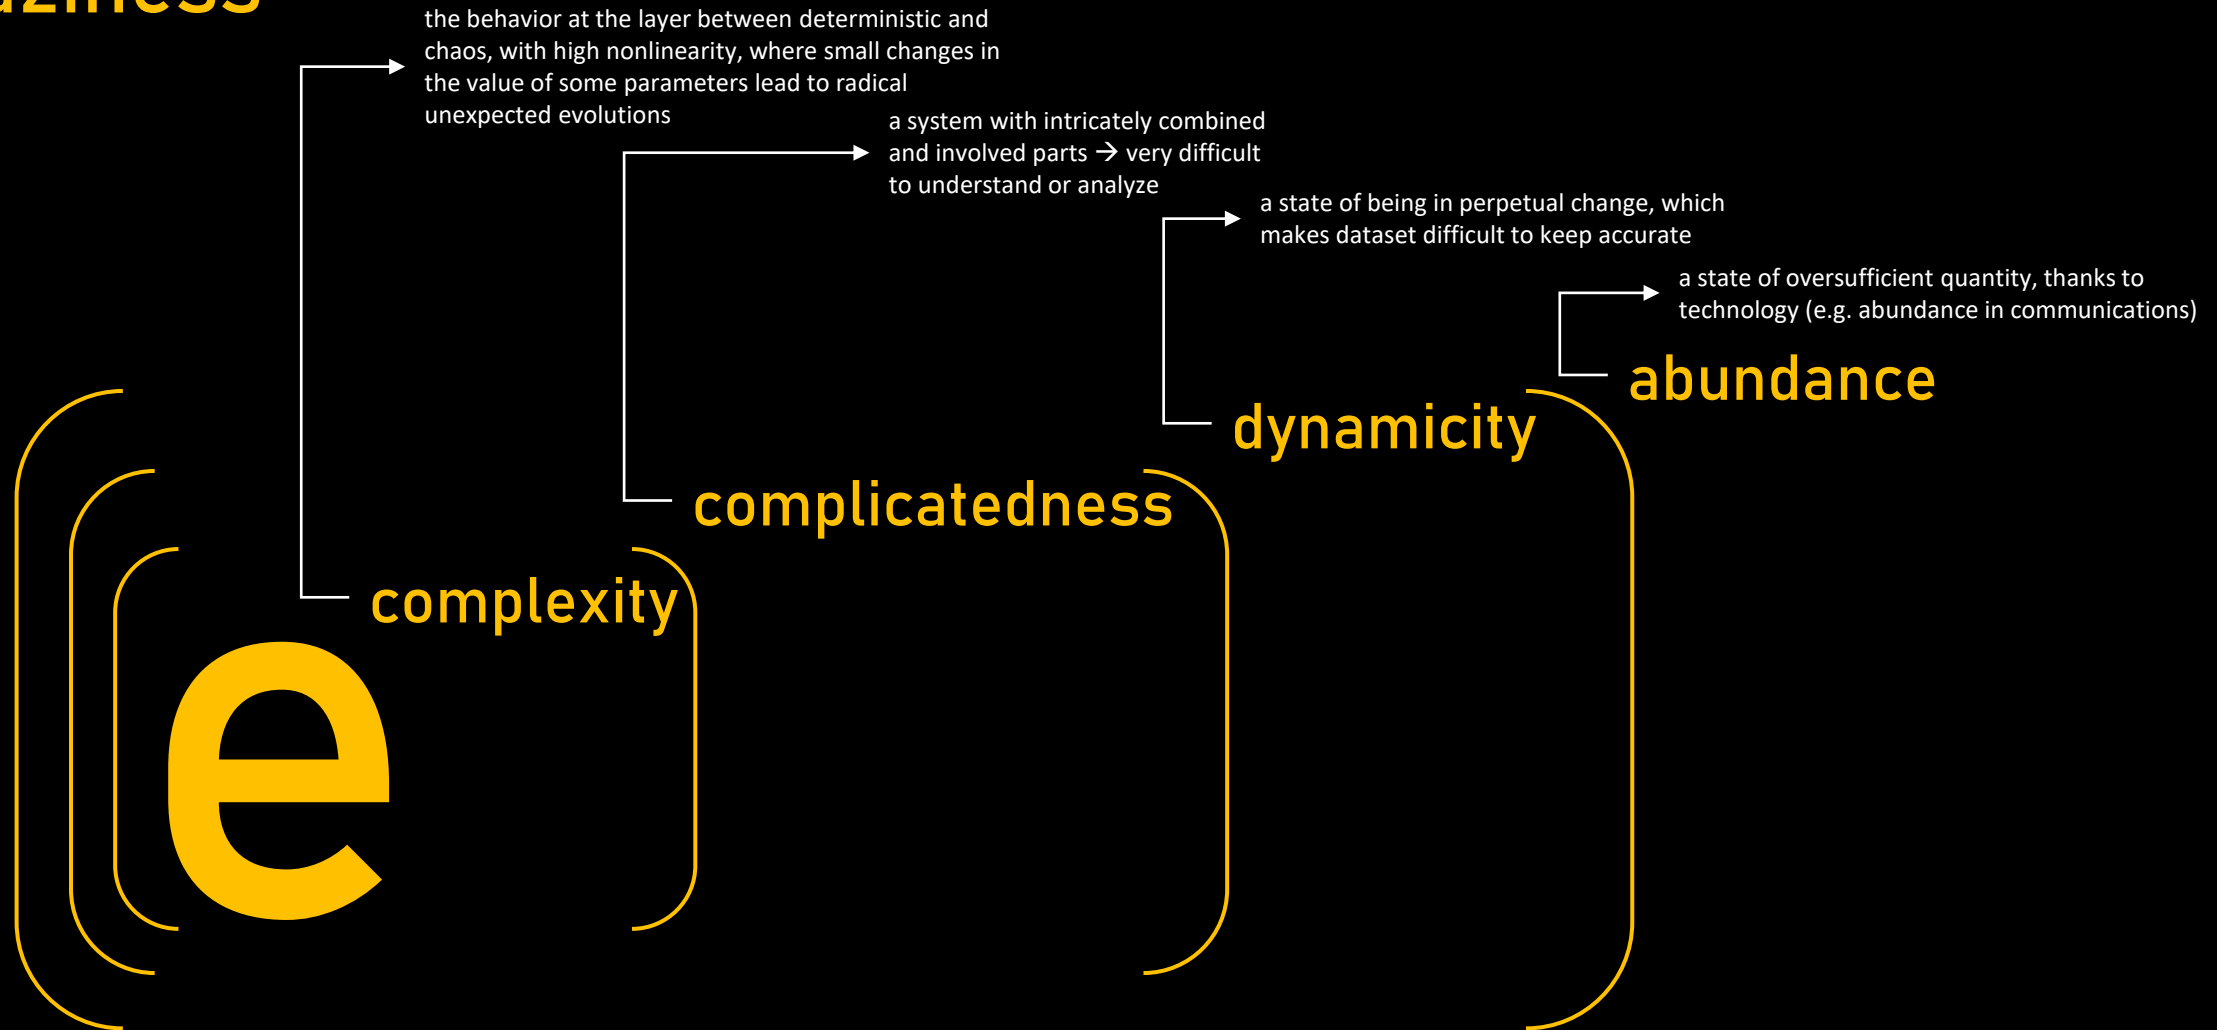 the behavior at the layer between deterministic and
chaos, with high nonlinearity, where small changes in
the value of some parameters lead to radical
unexpected evolutions
a system with intricately combined
and involved parts → very difficult
to understand or analyze
a state of being in perpetual change, which
makes dataset difficult to keep accurate
a state of oversufficient quantity, thanks to
technology (e.g. abundance in communications)
abundance
dynamicity
complicatedness
complexity
e